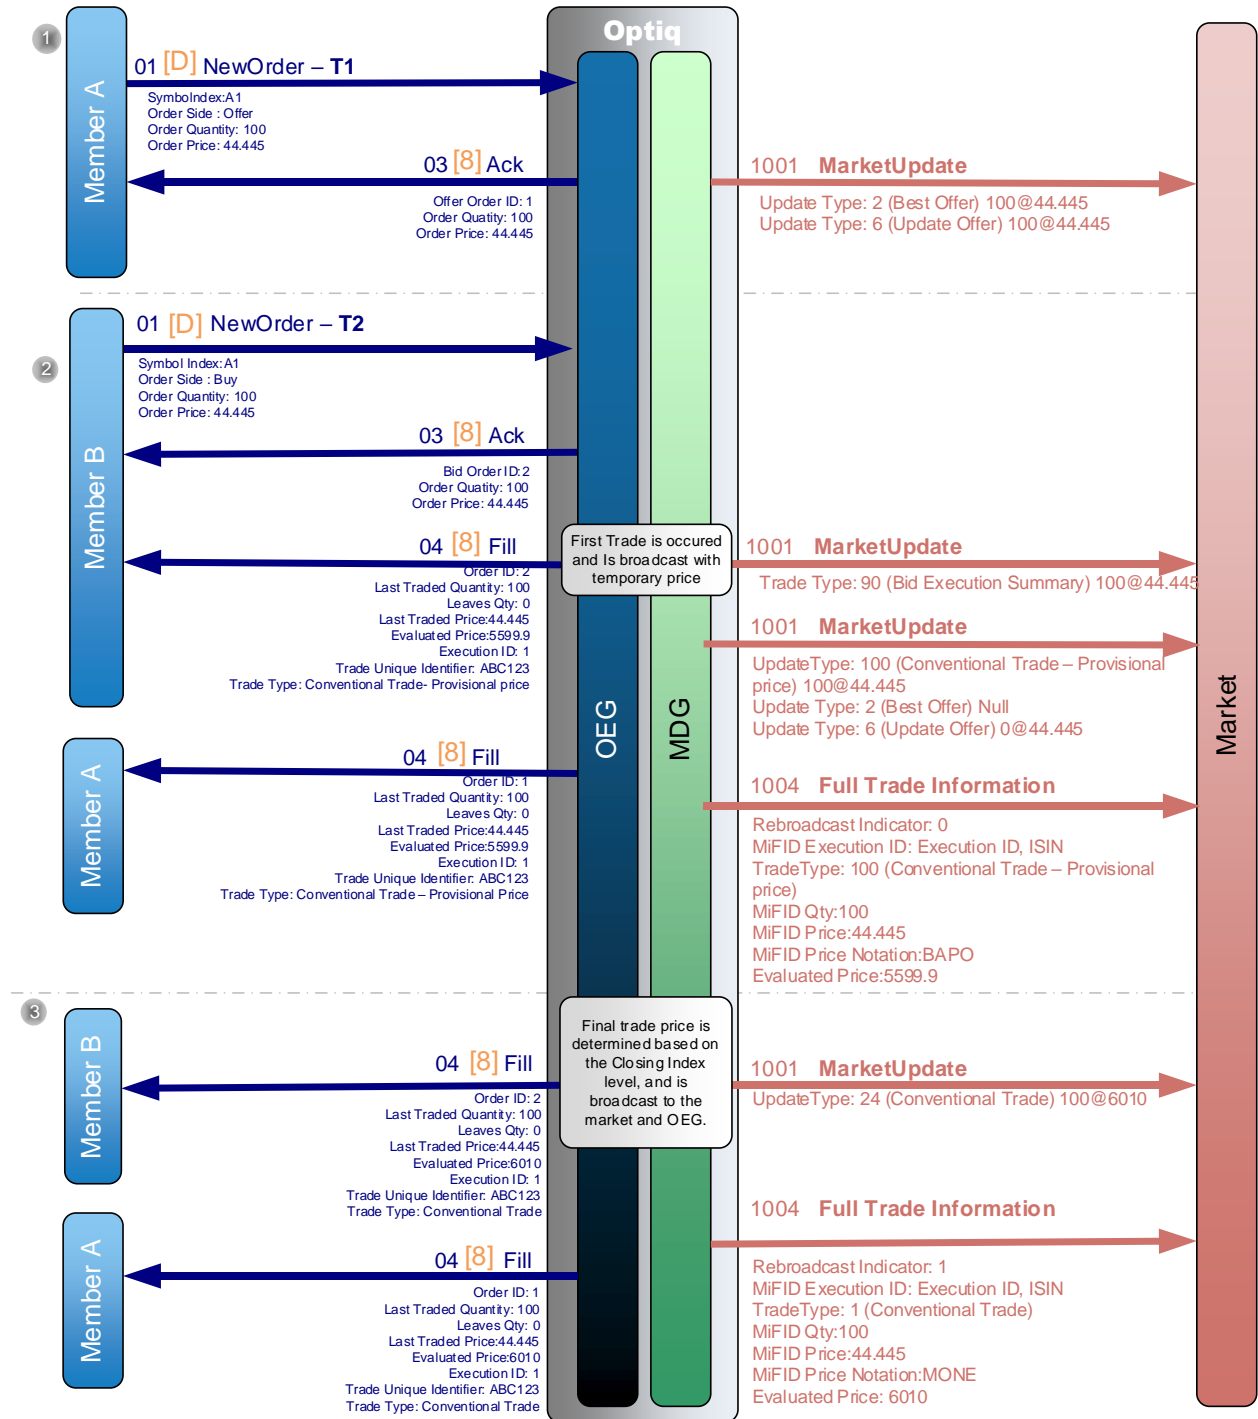 Optiq
1
Member A
01 [D] NewOrder – T1
SymbolIndex:A1
Order Side : Offer
Order Quantity: 100
Order Price: 44.445
03 [8] Ack
Offer Order ID: 1
Order Quatity: 100
Order Price: 44.445
1001 MarketUpdate
Update Type: 2 (Best Offer) 100@44.445
Update Type: 6 (Update Offer) 100@44.445
2
Member B
01 [D] NewOrder – T2
Symbol Index:A1
Order Side : Buy
Order Quantity: 100
Order Price: 44.445
03 [8] Ack
Bid Order ID:2
Order Quatity: 100
Order Price: 44.445
04 [8] Fill
Order ID: 2
Last Traded Quantity: 100
Leaves Qty: 0
Last Traded Price:44.445
Evaluated Price:5599.9
Execution ID: 1
Trade Unique Identifier: ABC123
Trade Type: Conventional Trade- Provisional price
First Trade is occured
and Is broadcast with
temporary price
1001 MarketUpdate
Trade Type: 90 (Bid Execution Summary) 100@44.445
1001 MarketUpdate
UpdateType: 100 (Conventional Trade – Provisional
price) 100@44.445
Update Type: 2 (Best Offer) Null
Update Type: 6 (Update Offer) 0@44.445
OEG
MDG
Market
Member A
04 [8] Fill
Order ID: 1
Last Traded Quantity: 100
Leaves Qty: 0
Last Traded Price:44.445
Evaluated Price:5599.9
Execution ID: 1
Trade Unique Identifier: ABC123
Trade Type: Conventional Trade – Provisional Price
1004 Full Trade Information
Rebroadcast Indicator: 0
MiFID Execution ID: Execution ID, ISIN
TradeType: 100 (Conventional Trade – Provisional
price)
MiFID Qty:100
MiFID Price:44.445
MiFID Price Notation:BAPO
Evaluated Price:5599.9
3
Member B
04 [8] Fill
Order ID: 2
Last Traded Quantity: 100
Leaves Qty: 0
Last Traded Price:44.445
Evaluated Price:6010
Execution ID: 1
Trade Unique Identifier: ABC123
Trade Type: Conventional Trade
Final trade price is
determined based on
the Closing Index
level, and is
broadcast to the
market and OEG.
1001 MarketUpdate
UpdateType: 24 (Conventional Trade) 100@6010
Member A
04 [8] Fill
Order ID: 1
Last Traded Quantity: 100
Leaves Qty: 0
Last Traded Price:44.445
Evaluated Price:6010
Execution ID: 1
Trade Unique Identifier: ABC123
Trade Type: Conventional Trade
1004 Full Trade Information
Rebroadcast Indicator: 1
MiFID Execution ID: Execution ID, ISIN
TradeType: 1 (Conventional Trade)
MiFID Qty:100
MiFID Price:44.445
MiFID Price Notation:MONE
Evaluated Price: 6010